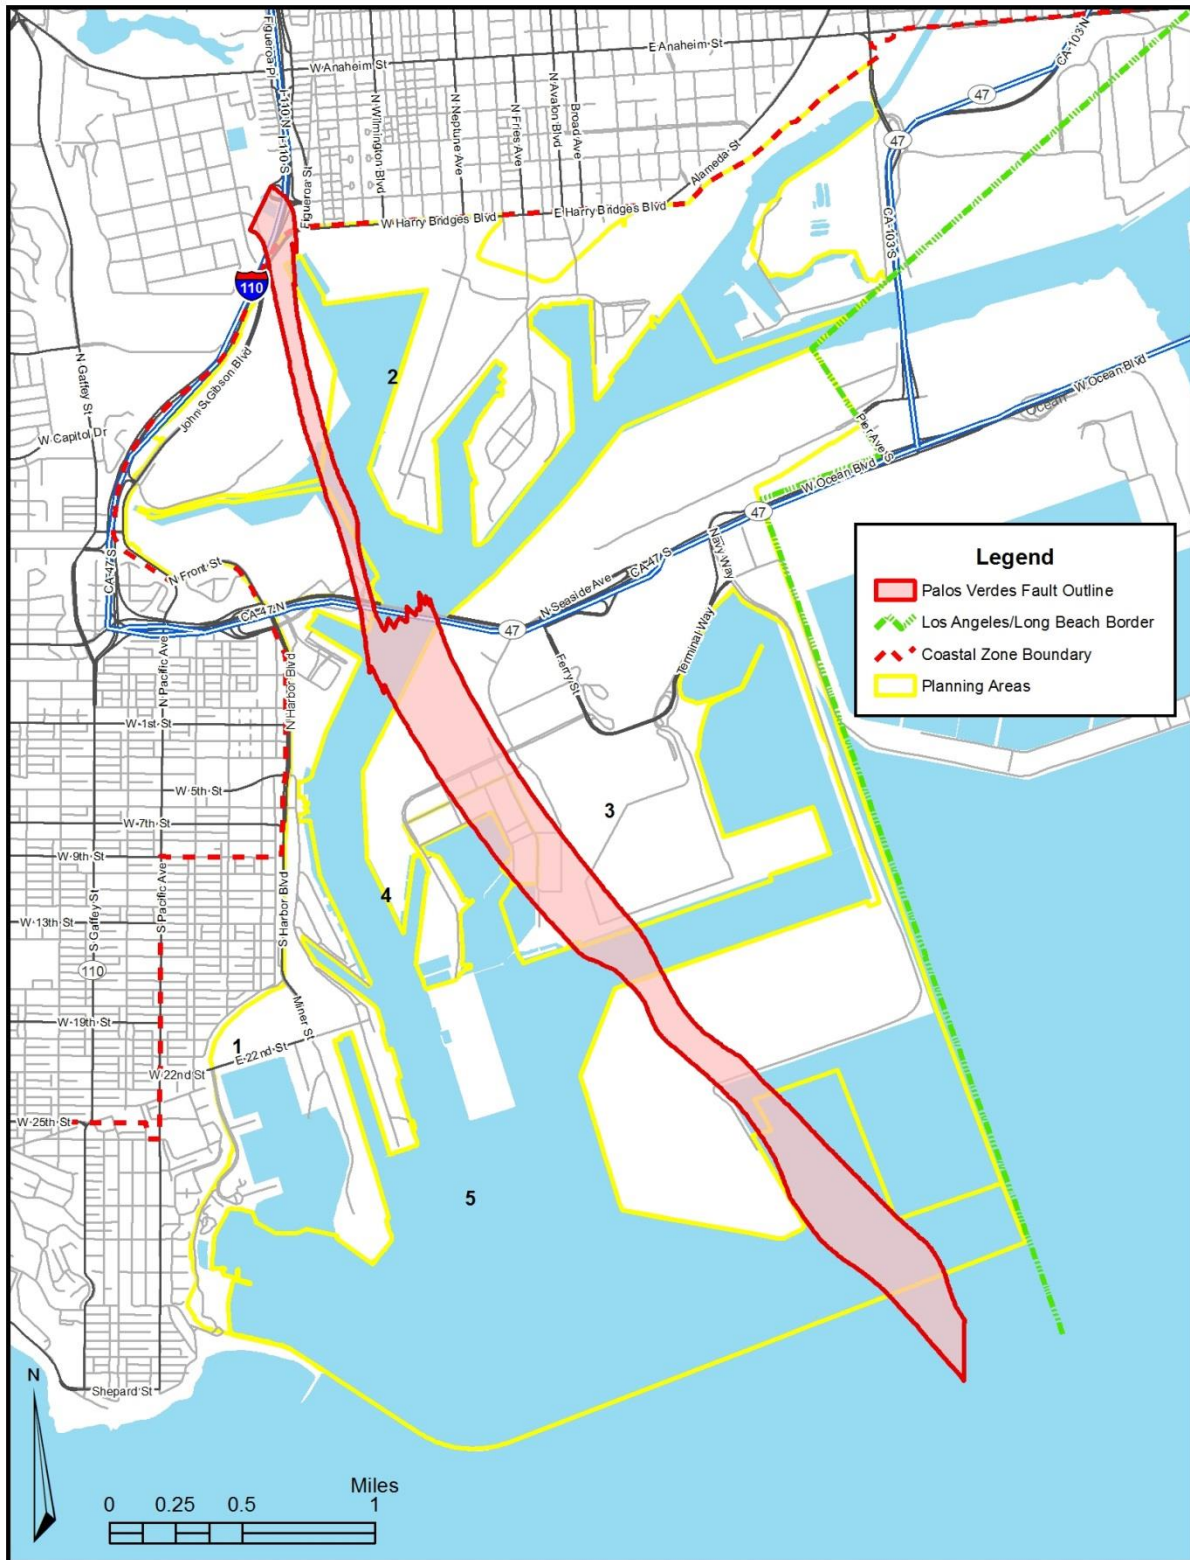 Figueroa Pl
I-110 N
I-110 S
Figueroa St
W Anaheim St
E Anaheim St
CA-103 N
47
47
N Wilmington Blvd
N Neptune Ave
N Fries Ave
N Avalon Blvd
Broad Ave
Alameda St
W Harry Bridges Blvd
E Harry Bridges Blvd
CA-103 S
110
John S Gibson Blvd
N Gaffey St
W Capitol Dr
2
W Ocean Blvd
Ocean
Pier Ave S
W Ocean Blvd
47
Navy Way
CA-47 S
N Seaside Ave
CA-47 S
N Front St
CA-47 N
47
Ferry St
Terminal Way
Legend
Palos Verdes Fault Outline
Los Angeles/Long Beach Border
Coastal Zone Boundary
Planning Areas
N Pacific Ave
N Harbor Blvd
W 1st St
W 5th St
W 7th St
W 9th St
3
4
S Pacific Ave
S Gaffey St
S Harbor Blvd
W 13th St
110
W 19th St
Miner St
1
E 22nd St
W 22nd St
W 25th St
5
N
Shepard St
Miles
0 0.25 0.5 1